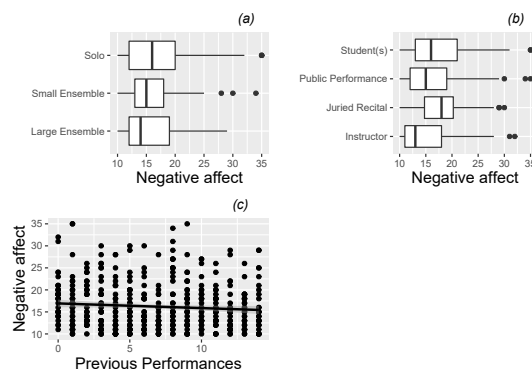 (a)
Solo
Small Ensemble
Large Ensemble
10 15 20 25 30 35
Negative affect
(b)
Student(s)
Public Performance
Juried Recital
Instructor
10 15 20 25 30 35
Negative affect
(c)
35
30
25
20
15
10
Negative affect
0 5 10
Previous Performances